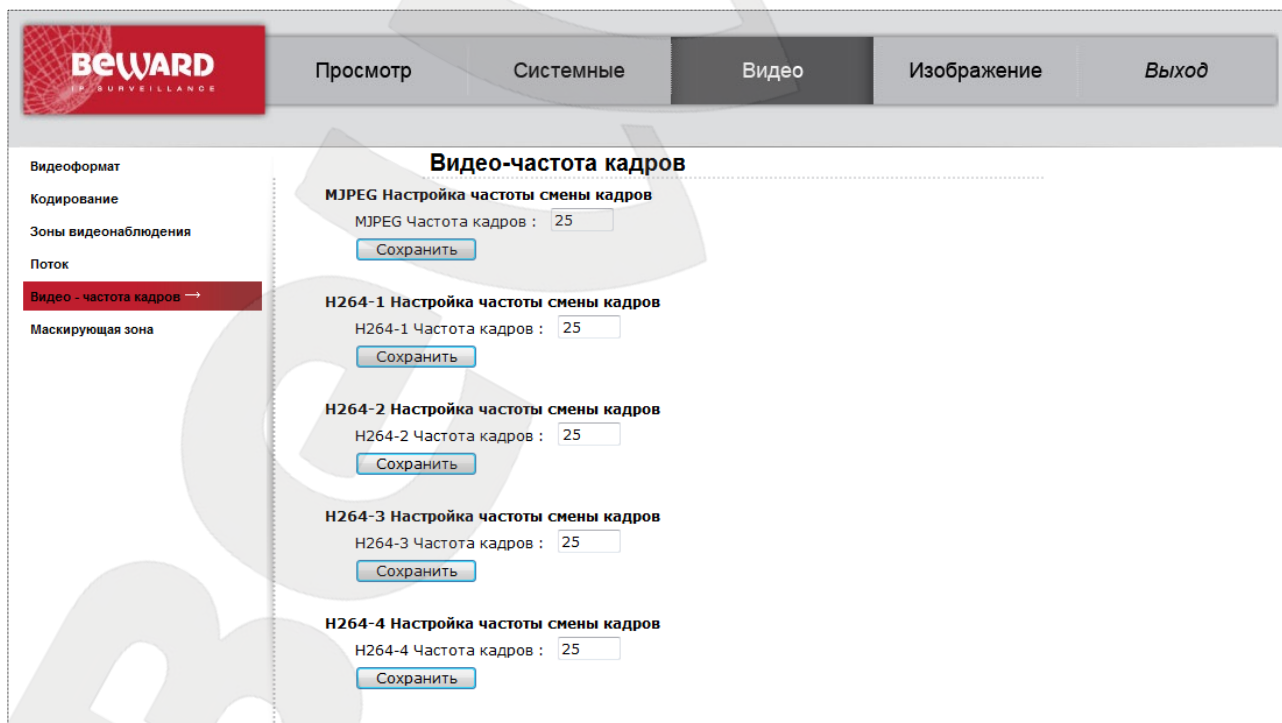 BEWARD
IP SURVEILLANCE
Просмотр
Системные
Видео
Изображение
Выход
Видеоформат
Кодирование
Зоны видеонаблюдения
Поток
Видео - частота кадров →
Маскирующая зона
Видео-частота кадров
MJPEG Настройка частоты смены кадров
MJPEG Частота кадров : 25
Сохранить
H264-1 Настройка частоты смены кадров
H264-1 Частота кадров : 25
Сохранить
H264-2 Настройка частоты смены кадров
H264-2 Частота кадров : 25
Сохранить
H264-3 Настройка частоты смены кадров
H264-3 Частота кадров : 25
Сохранить
H264-4 Настройка частоты смены кадров
H264-4 Частота кадров : 25
Сохранить